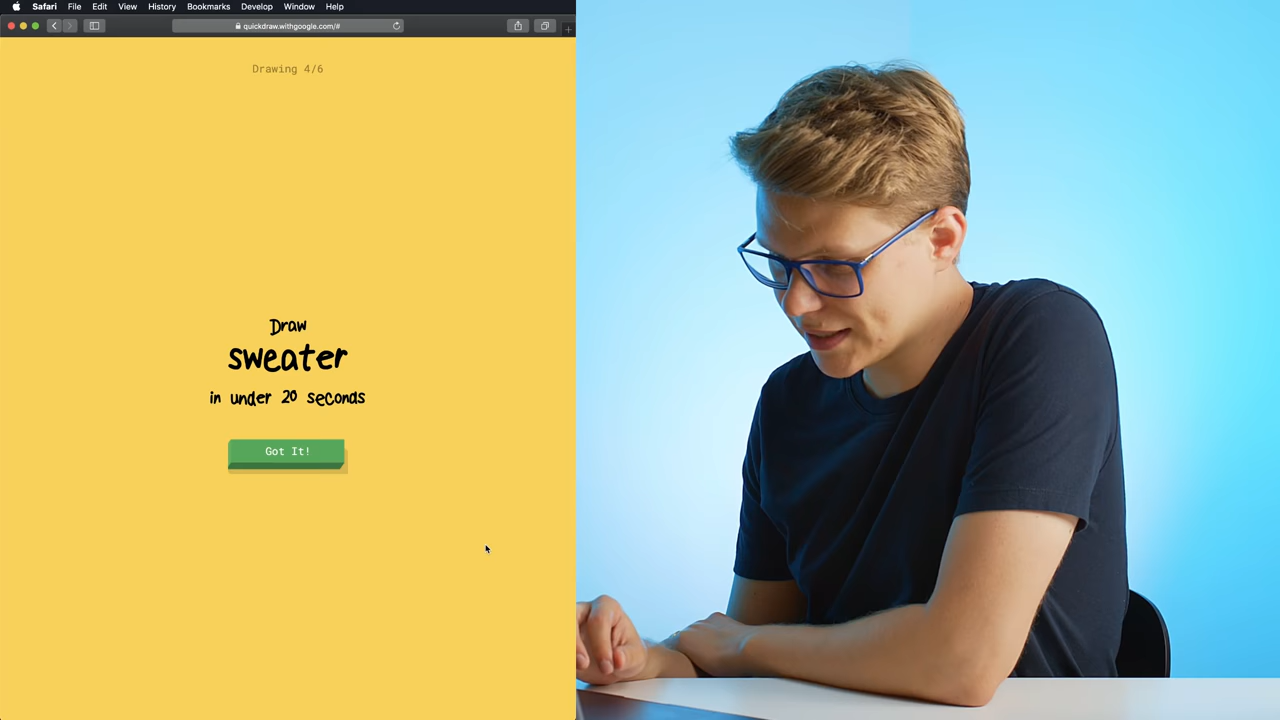 Safari File Edit View History Bookmarks Develop Window Help
quickdraw.withgoogle.com/#
Drawing 4/6
Draw
sweater
in under 20 seconds
Got It!